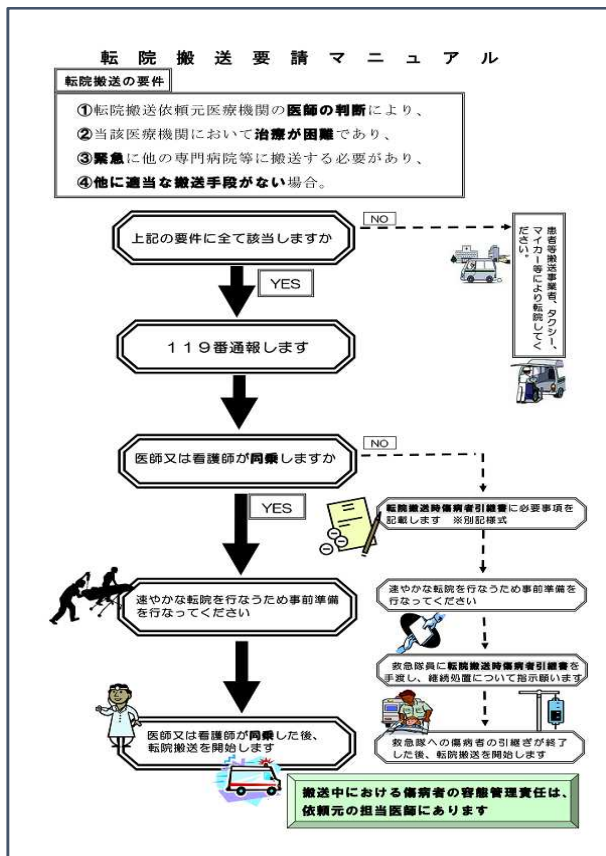 転院搬送要請マニュアル
転院搬送の要件
①転院搬送依頼元医療機関の医師の判断により、
②当該医療機関において治療が困難であり、
③緊急に他の専門病院等に搬送する必要があり、
④他に適当な搬送手段がない場合。
上記の要件に全て該当しますか
NO
患者等搬送事業者、タクシー、
マイカー等により転院してく
ださい。
YES
119番通報します
医師又は看護師が同乗しますか
NO
YES
転院搬送時傷病者引継書に必要事項を
記載します ※別記様式
速やかな転院を行なうため事前準備
を行なってください
速やかな転院を行なうため事前準備を
行なってください
救急隊員に転院搬送時傷病者引継書を
手渡し、継続処置について指示願います
医師又は看護師が同乗した後、
転院搬送を開始します
救急隊への傷病者の引継ぎが終了
した後、転院搬送を開始します
搬送中における傷病者の容態管理責任は、
依頼元の担当医師にあります